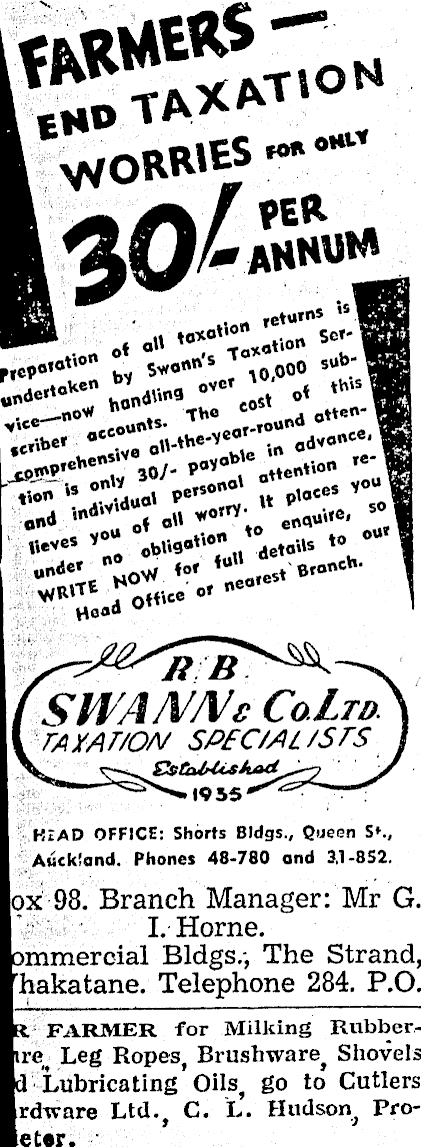 FARMERS —
END TAXATION
WORRIES FOR ONLY
30/- PER
ANNUM
Preparation of all taxation returns is
undertaken by Swann's Taxation Ser-
vice—now handling over 10,000 sub-
scriber accounts. The cost of this
comprehensive all-the-year-round atten-
tion is only 30/- payable in advance,
and individual personal attention re-
lieves you of all worry. It places you
under no obligation to enquire, so
WRITE NOW for full details to our
Head Office or nearest Branch.
R. B.
SWANN & Co. LTD.
TAXATION SPECIALISTS
Established
1935
HEAD OFFICE: Shorts Bldgs., Queen St.,
Auckland. Phones 48-780 and 31-852.
ox 98. Branch Manager: Mr G.
I. Horne.
ommercial Bldgs., The Strand,
hakatane. Telephone 284. P.O.
R FARMER for Milking Rubber-
re, Leg Ropes, Brushware, Shovels
d Lubricating Oils, go to Cutlers
rdware Ltd., C. L. Hudson, Pro-
ietor.